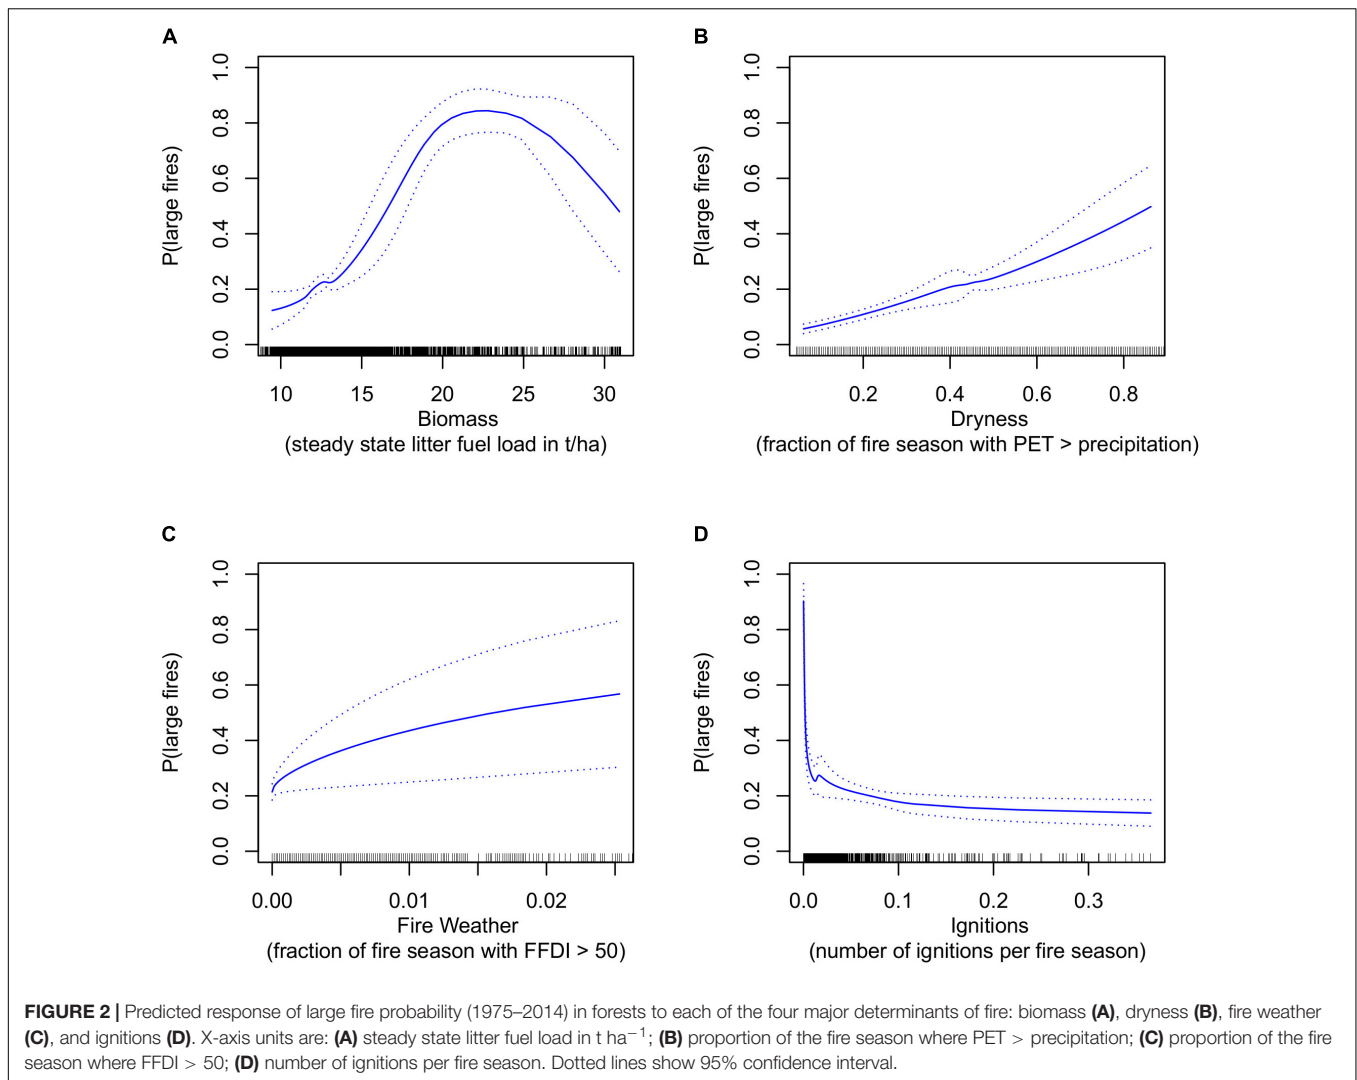 A
P(large fires)
1.0
0.8
0.6
0.4
0.2
0.0
10 15 20 25 30
Biomass
(steady state litter fuel load in t/ha)
B
P(large fires)
1.0
0.8
0.6
0.4
0.2
0.0
0.2 0.4 0.6 0.8
Dryness
(fraction of fire season with PET > precipitation)
C
P(large fires)
1.0
0.8
0.6
0.4
0.2
0.0
0.00 0.01 0.02
Fire Weather
(fraction of fire season with FFDI > 50)
D
P(large fires)
1.0
0.8
0.6
0.4
0.2
0.0
0.0 0.1 0.2 0.3
Ignitions
(number of ignitions per fire season)
FIGURE 2 | Predicted response of large fire probability (1975–2014) in forests to each of the four major determinants of fire: biomass (A), dryness (B), fire weather
(C), and ignitions (D). X-axis units are: (A) steady state litter fuel load in t ha⁻¹; (B) proportion of the fire season where PET > precipitation; (C) proportion of the fire
season where FFDI > 50; (D) number of ignitions per fire season. Dotted lines show 95% confidence interval.